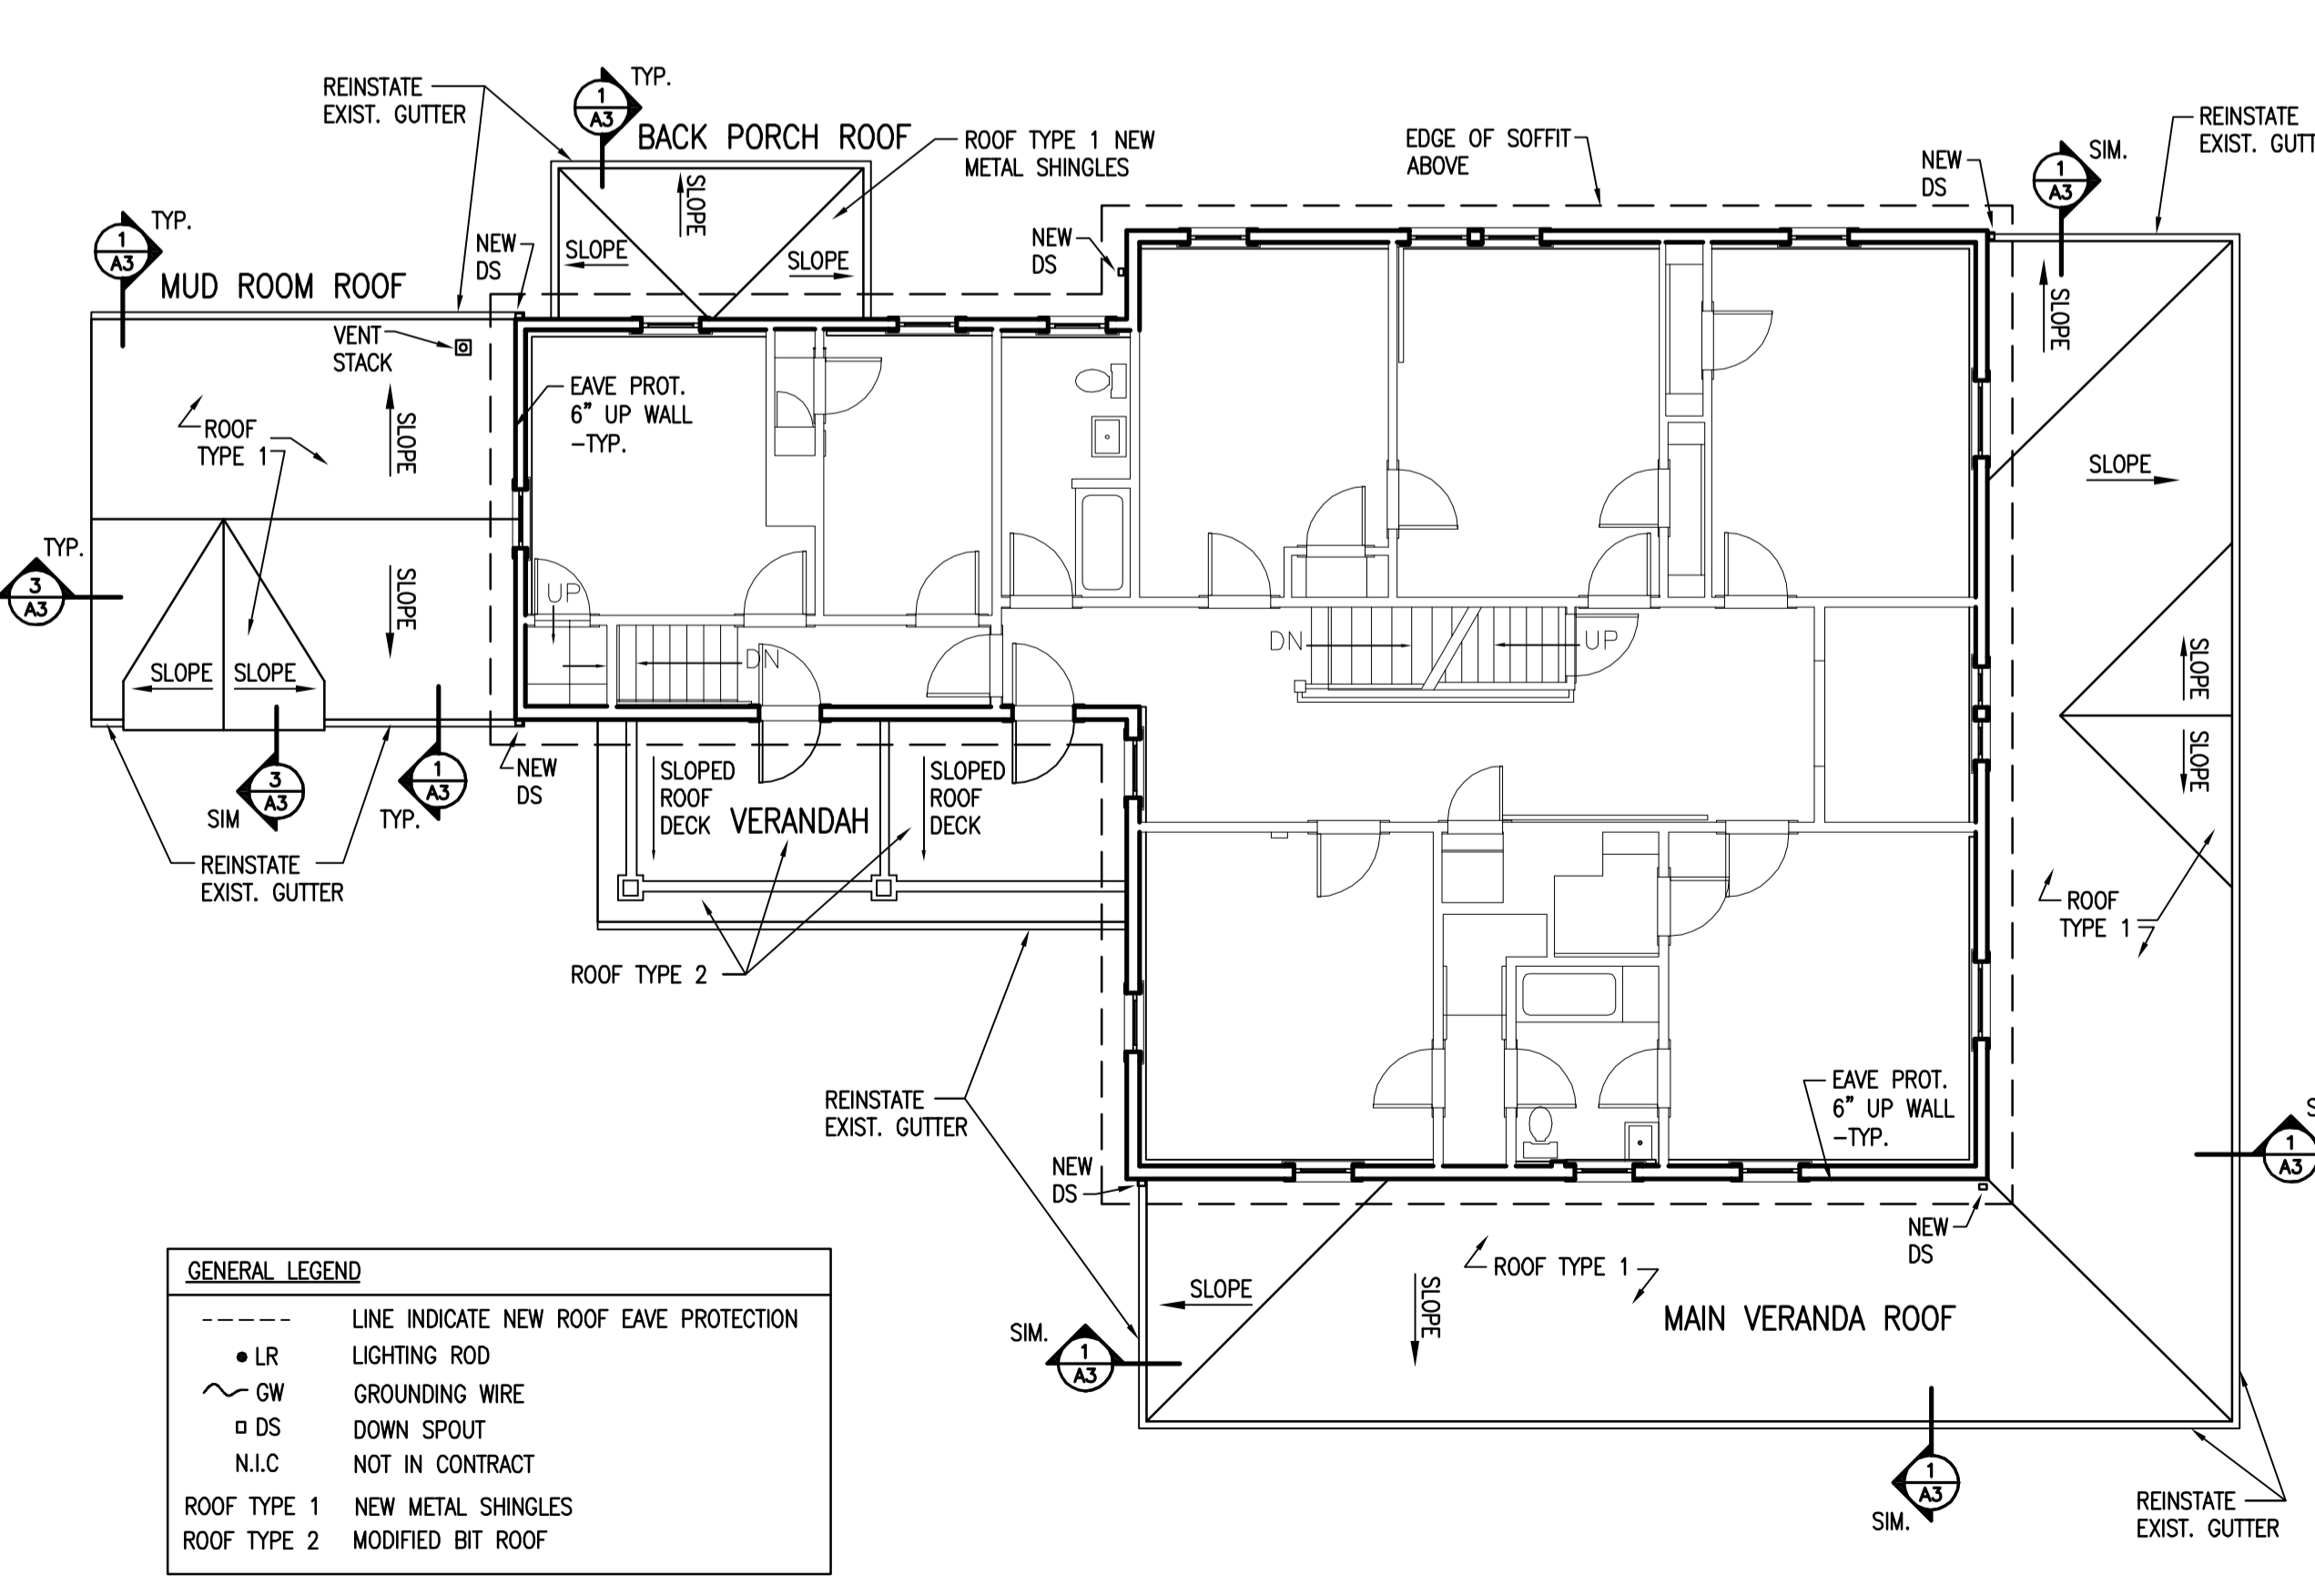 REINSTATE
EXIST. GUTTER
1
A3
TYP.
BACK PORCH ROOF
ROOF TYPE 1 NEW
METAL SHINGLES
EDGE OF SOFFIT
ABOVE
NEW
DS
1
A3
SIM.
REINSTATE
EXIST. GUTT
1
A3
TYP.
MUD ROOM ROOF
NEW
DS
SLOPE
SLOPE
SLOPE
NEW
DS
SLOPE
VENT
STACK
EAVE PROT.
6" UP WALL
-TYP.
ROOF
TYPE 1
SLOPE
SLOPE
TYP.
3
A3
SLOPE
UP
DN
DN
UP
SLOPE
SLOPE
SLOPE
SLOPE
NEW
DS
3
A3
SIM
1
A3
TYP.
SLOPED
ROOF
DECK
VERANDAH
SLOPED
ROOF
DECK
REINSTATE
EXIST. GUTTER
ROOF
TYPE 1
ROOF TYPE 2
REINSTATE
EXIST. GUTTER
EAVE PROT.
6" UP WALL
-TYP.
S
1
A3
NEW
DS
NEW
DS
ROOF TYPE 1
SLOPE
SLOPE
MAIN VERANDA ROOF
SIM.
1
A3
1
A3
SIM.
REINSTATE
EXIST. GUTTER
GENERAL LEGEND
LINE INDICATE NEW ROOF EAVE PROTECTION
LR LIGHTING ROD
GW GROUNDING WIRE
DS DOWN SPOUT
N.I.C NOT IN CONTRACT
ROOF TYPE 1 NEW METAL SHINGLES
ROOF TYPE 2 MODIFIED BIT ROOF